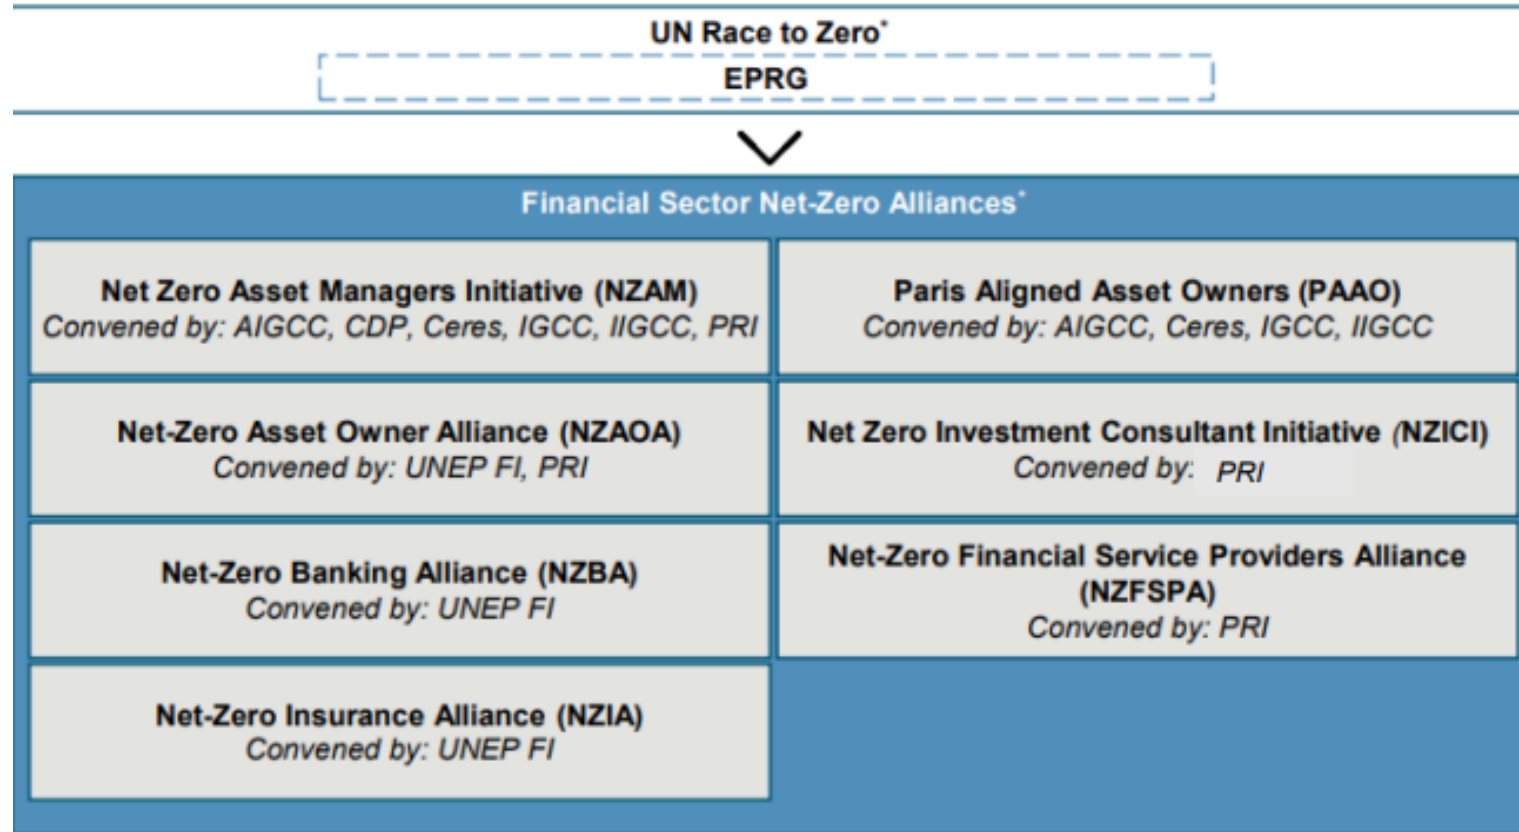 UN Race to Zero*
EPRG
Financial Sector Net-Zero Alliances*
Net Zero Asset Managers Initiative (NZAM)
Convened by: AIGCC, CDP, Ceres, IGCC, IIGCC, PRI
Paris Aligned Asset Owners (PAAO)
Convened by: AIGCC, Ceres, IGCC, IIGCC
Net-Zero Asset Owner Alliance (NZAOA)
Convened by: UNEP FI, PRI
Net Zero Investment Consultant Initiative (NZICI)
Convened by: PRI
Net-Zero Banking Alliance (NZBA)
Convened by: UNEP FI
Net-Zero Financial Service Providers Alliance
(NZFSPA)
Convened by: PRI
Net-Zero Insurance Alliance (NZIA)
Convened by: UNEP FI